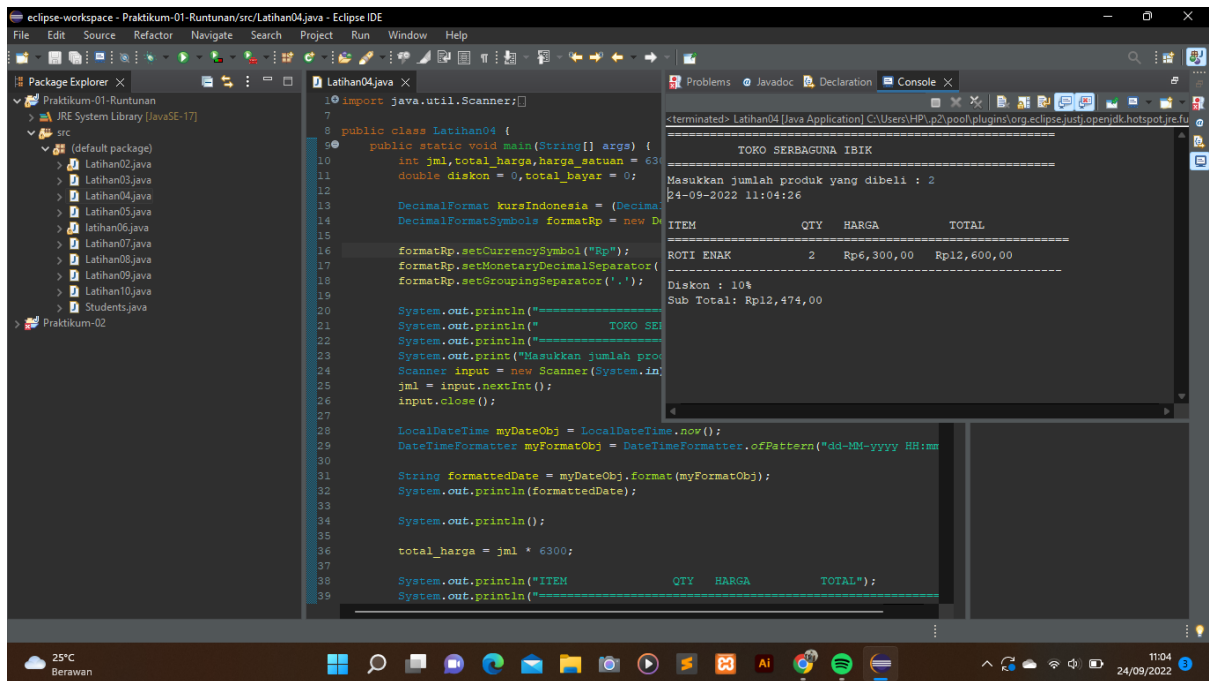 eclipse-workspace - Praktikum-01-Runtunan/src/Latihan04.java - Eclipse IDE
File Edit Source Refactor Navigate Search Project Run Window Help
Package Explorer
Praktikum-01-Runtunan
JRE System Library [JavaSE-17]
src
(default package)
Latihan02.java
Latihan03.java
Latihan04.java
Latihan05.java
latihan06.java
Latihan07.java
Latihan08.java
Latihan09.java
Latihan10.java
Students.java
Praktikum-02
Latihan04.java
1 import java.util.Scanner;
7
8 public class Latihan04 {
9 public static void main(String[] args) {
10 int jml,total_harga,harga_satuan = 630
11 double diskon = 0,total_bayar = 0;
12
13 DecimalFormat kursIndonesia = (Decima
14 DecimalFormatSymbols formatRp = new De
15
16 formatRp.setCurrencySymbol("Rp");
17 formatRp.setMonetaryDecimalSeparator(
18 formatRp.setGroupingSeparator('.');
19
20 System.out.println("====================
21 System.out.println(" TOKO SER
22 System.out.println("====================
23 System.out.print("Masukkan jumlah prod
24 Scanner input = new Scanner(System.in)
25 jml = input.nextInt();
26 input.close();
27
28 LocalDateTime myDateObj = LocalDateTime.now();
29 DateTimeFormatter myFormatObj = DateTimeFormatter.ofPattern("dd-MM-yyyy HH:mm
30
31 String formattedDate = myDateObj.format(myFormatObj);
32 System.out.println(formattedDate);
33
34 System.out.println();
35
36 total_harga = jml * 6300;
37
38 System.out.println("ITEM QTY HARGA TOTAL");
39 System.out.println("=========================================================
Problems Javadoc Declaration Console
<terminated> Latihan04 [Java Application] C:\Users\HP\.p2\pool\plugins\org.eclipse.justj.openjdk.hotspot.jre.fu
=======================================================
TOKO SERBAGUNA IBIK
=======================================================
Masukkan jumlah produk yang dibeli : 2
24-09-2022 11:04:26
ITEM QTY HARGA TOTAL
=========================================================
ROTI ENAK 2 Rp6,300,00 Rp12,600,00
--------------------------------------------------------
Diskon : 10%
Sub Total: Rp12,474,00
25°C
Berawan
Ai
11:04
24/09/2022
3